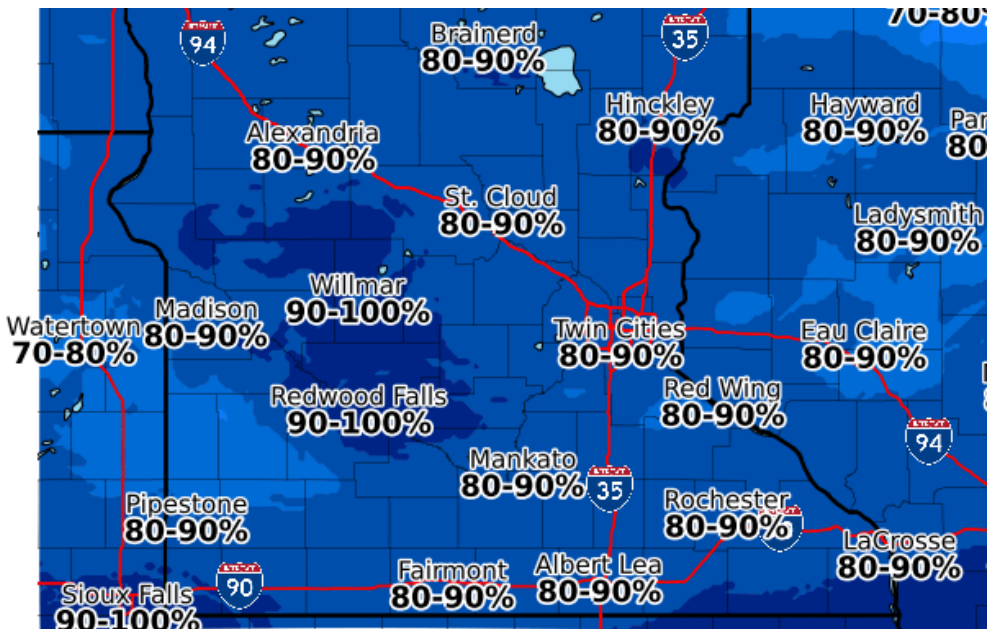 70-80%
94
Brainerd
80-90%
35
Hinckley
80-90%
Hayward
80-90%
Par
80
Alexandria
80-90%
St. Cloud
80-90%
Ladysmith
80-90%
Willmar
90-100%
Madison
80-90%
Watertown
70-80%
Twin Cities
80-90%
Eau Claire
80-90%
Redwood Falls
90-100%
Red Wing
80-90%
94
Mankato
80-90%
35
Pipestone
80-90%
Rochester
80-90%
LaCrosse
80-90%
90
Fairmont
80-90%
Albert Lea
80-90%
Sioux Falls
90-100%